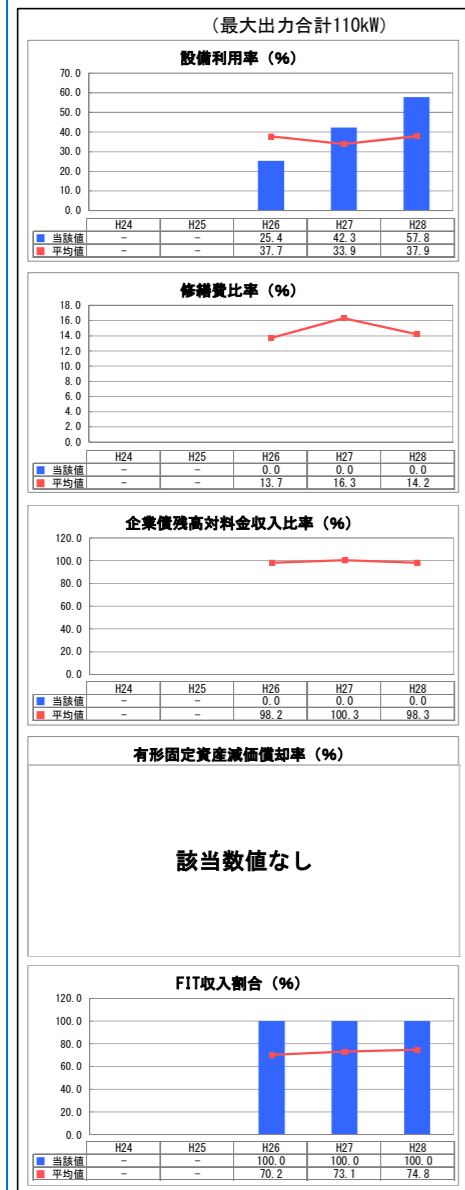 （最大出力合計110kW）
設備利用率（％）
70.0
60.0
50.0
40.0
30.0
20.0
10.0
0.0
H24 H25 H26 H27 H28
当該値 － － 25.4 42.3 57.8
平均値 － － 37.7 33.9 37.9
修繕費比率（％）
18.0
16.0
14.0
12.0
10.0
8.0
6.0
4.0
2.0
0.0
H24 H25 H26 H27 H28
当該値 － － 0.0 0.0 0.0
平均値 － － 13.7 16.3 14.2
企業債残高対料金収入比率（％）
120.0
100.0
80.0
60.0
40.0
20.0
0.0
H24 H25 H26 H27 H28
当該値 － － 0.0 0.0 0.0
平均値 － － 98.2 100.3 98.3
有形固定資産減価償却率（％）
該当数値なし
FIT収入割合（％）
120.0
100.0
80.0
60.0
40.0
20.0
0.0
H24 H25 H26 H27 H28
当該値 － － 100.0 100.0 100.0
平均値 － － 70.2 73.1 74.8